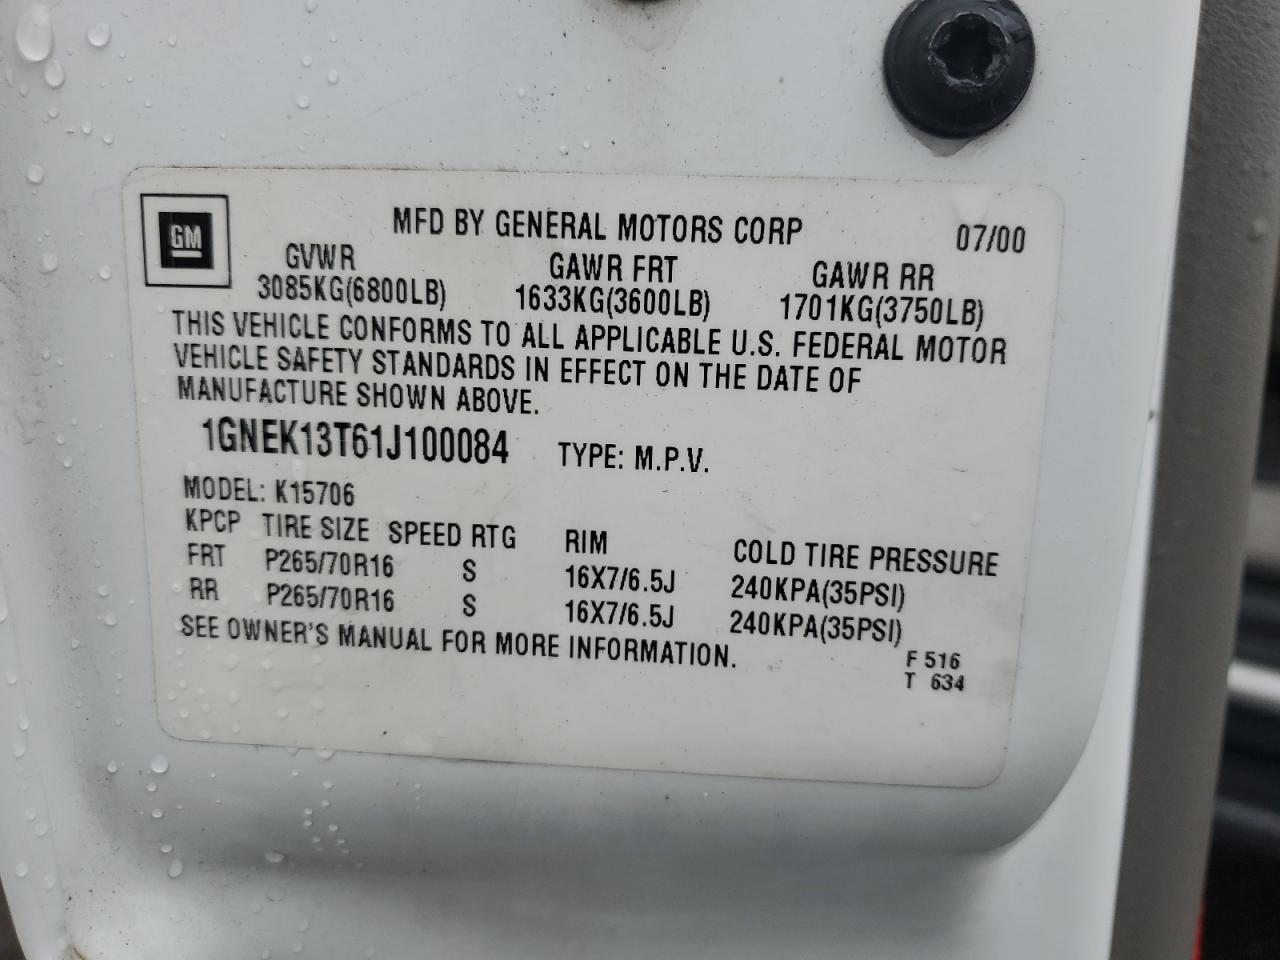 GM
MFD BY GENERAL MOTORS CORP 07/00
GVWR GAWR FRT GAWR RR
3085KG(6800LB) 1633KG(3600LB) 1701KG(3750LB)
THIS VEHICLE CONFORMS TO ALL APPLICABLE U.S. FEDERAL MOTOR
VEHICLE SAFETY STANDARDS IN EFFECT ON THE DATE OF
MANUFACTURE SHOWN ABOVE.
1GNEK13T61J100084 TYPE: M.P.V.
MODEL: K15706
KPCP TIRE SIZE SPEED RTG RIM COLD TIRE PRESSURE
FRT P265/70R16 S 16X7/6.5J 240KPA(35PSI)
RR P265/70R16 S 16X7/6.5J 240KPA(35PSI)
SEE OWNER'S MANUAL FOR MORE INFORMATION.
F 516
T 634